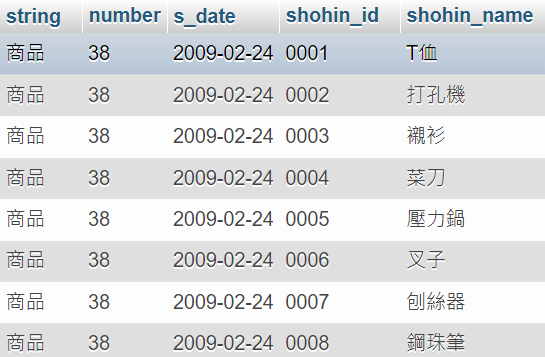 string number s_date shohin_id shohin_name
商品 38 2009-02-24 0001 T恤
商品 38 2009-02-24 0002 打孔機
商品 38 2009-02-24 0003 襯衫
商品 38 2009-02-24 0004 菜刀
商品 38 2009-02-24 0005 壓力鍋
商品 38 2009-02-24 0006 叉子
商品 38 2009-02-24 0007 刨絲器
商品 38 2009-02-24 0008 鋼珠筆